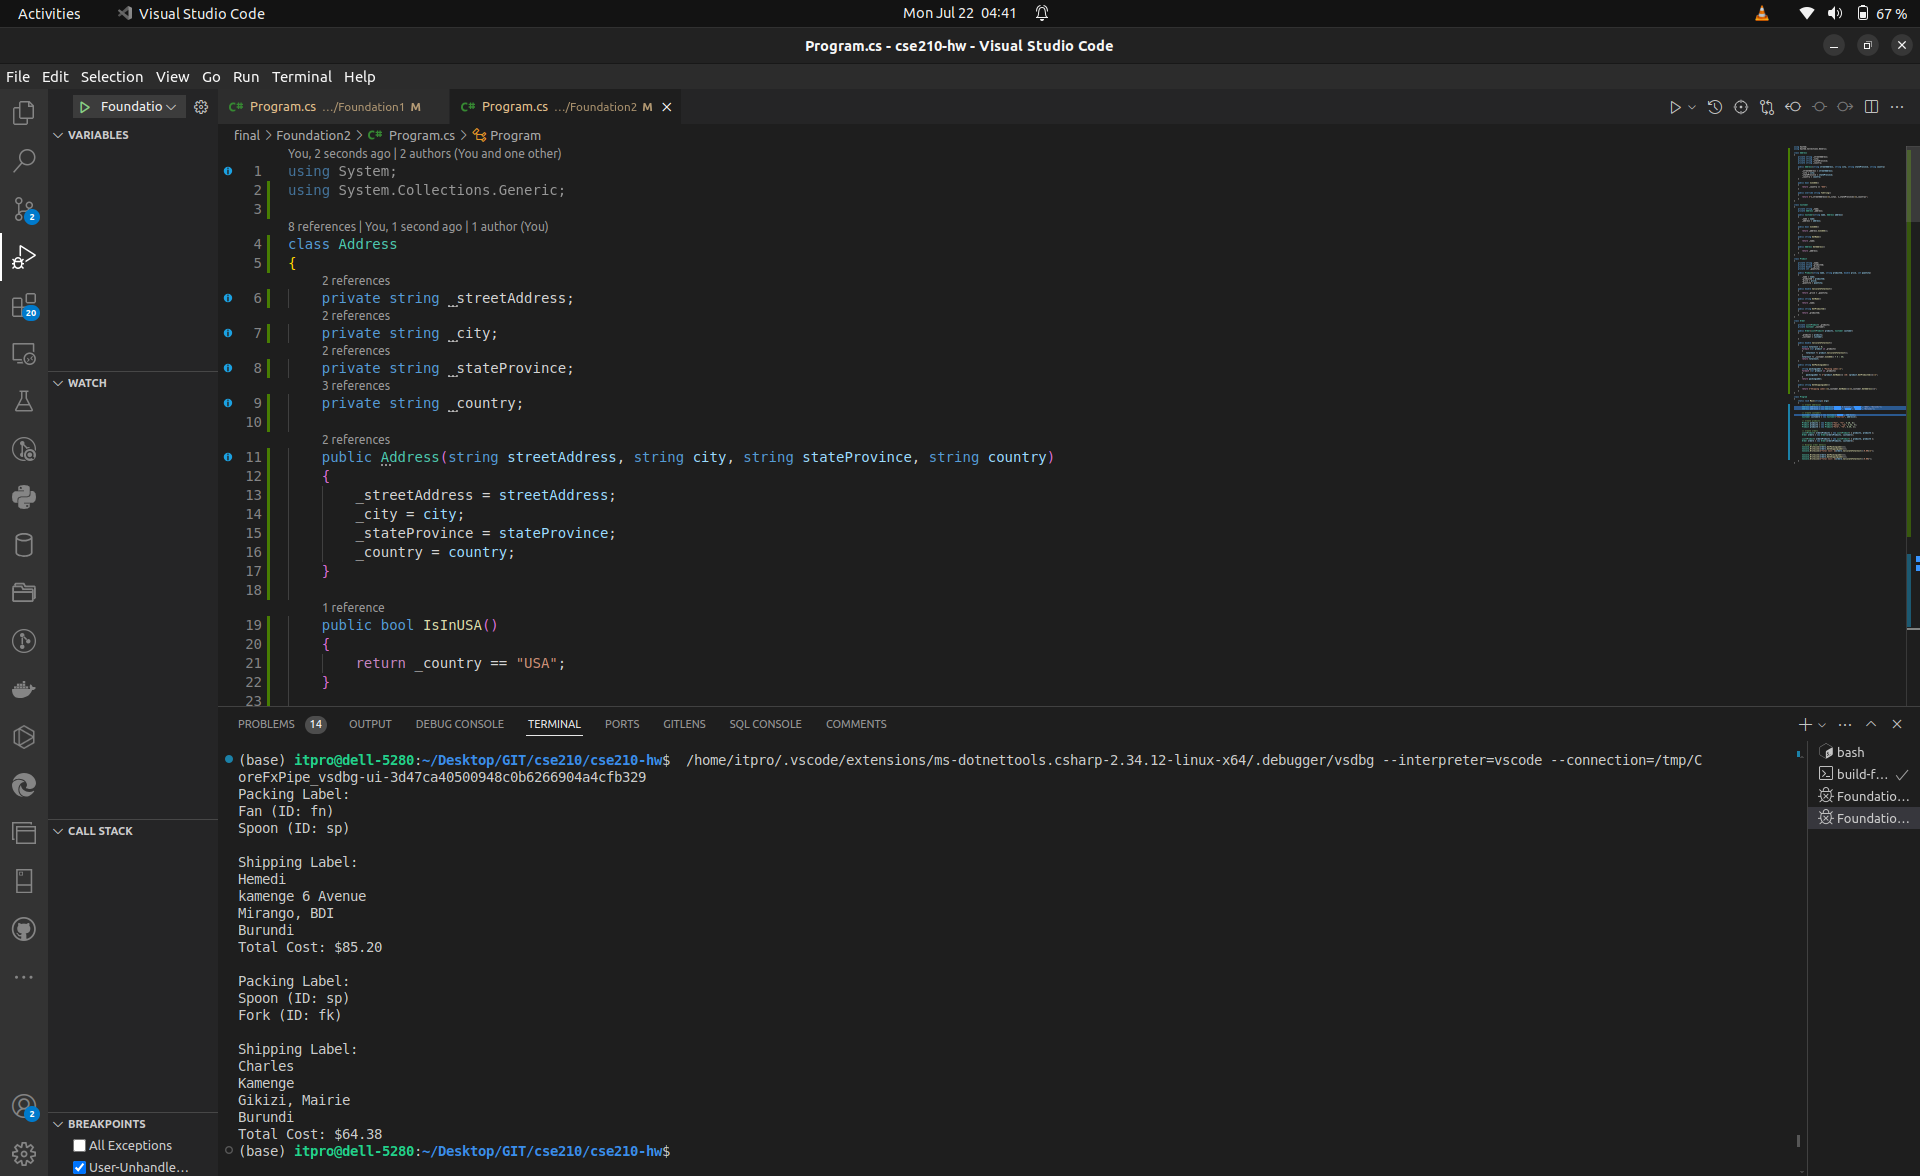 Activities
Visual Studio Code
Mon Jul 22 04:41
67 %
Program.cs - cse210-hw - Visual Studio Code
File Edit Selection View Go Run Terminal Help
Foundatio
C# Program.cs .../Foundation1 M
C# Program.cs .../Foundation2 M
final > Foundation2 > C# Program.cs > Program
VARIABLES
WATCH
CALL STACK
BREAKPOINTS
All Exceptions
User-Unhandle...
2
20
2
You, 2 seconds ago | 2 authors (You and one other)
1 using System;
2 using System.Collections.Generic;
3
8 references | You, 1 second ago | 1 author (You)
4 class Address
5 {
2 references
6 private string _streetAddress;
2 references
7 private string _city;
2 references
8 private string _stateProvince;
3 references
9 private string _country;
10
2 references
11 public Address(string streetAddress, string city, string stateProvince, string country)
12 {
13 _streetAddress = streetAddress;
14 _city = city;
15 _stateProvince = stateProvince;
16 _country = country;
17 }
18
1 reference
19 public bool IsInUSA()
20 {
21 return _country == "USA";
22 }
23
PROBLEMS 14 OUTPUT DEBUG CONSOLE TERMINAL PORTS GITLENS SQL CONSOLE COMMENTS
(base) itpro@dell-5280:~/Desktop/GIT/cse210/cse210-hw$ /home/itpro/.vscode/extensions/ms-dotnettools.csharp-2.34.12-linux-x64/.debugger/vsdbg --interpreter=vscode --connection=/tmp/C
oreFxPipe_vsdbg-ui-3d47ca40500948c0b6266904a4cfb329
Packing Label:
Fan (ID: fn)
Spoon (ID: sp)

Shipping Label:
Hemedi
kamenge 6 Avenue
Mirango, BDI
Burundi
Total Cost: $85.20

Packing Label:
Spoon (ID: sp)
Fork (ID: fk)

Shipping Label:
Charles
Kamenge
Gikizi, Mairie
Burundi
Total Cost: $64.38
(base) itpro@dell-5280:~/Desktop/GIT/cse210/cse210-hw$
bash
build-f...
Foundatio...
Foundatio...